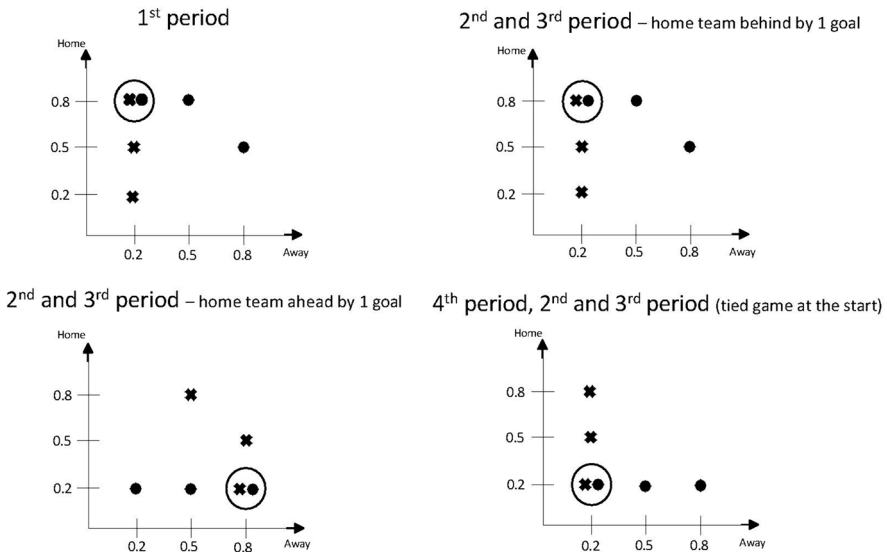 1st period
Home
0.8
0.5
0.2
0.2 0.5 0.8 Away
2nd and 3rd period – home team behind by 1 goal
Home
0.8
0.5
0.2
0.2 0.5 0.8 Away
2nd and 3rd period – home team ahead by 1 goal
Home
0.8
0.5
0.2
0.2 0.5 0.8 Away
4th period, 2nd and 3rd period (tied game at the start)
Home
0.8
0.5
0.2
0.2 0.5 0.8 Away